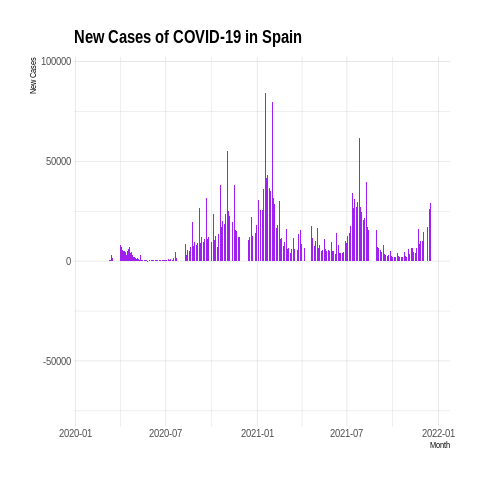 New Cases of COVID-19 in Spain
New Cases
100000
50000
0
-50000
2020-01 2020-07 2021-01 2021-07 2022-01
Month